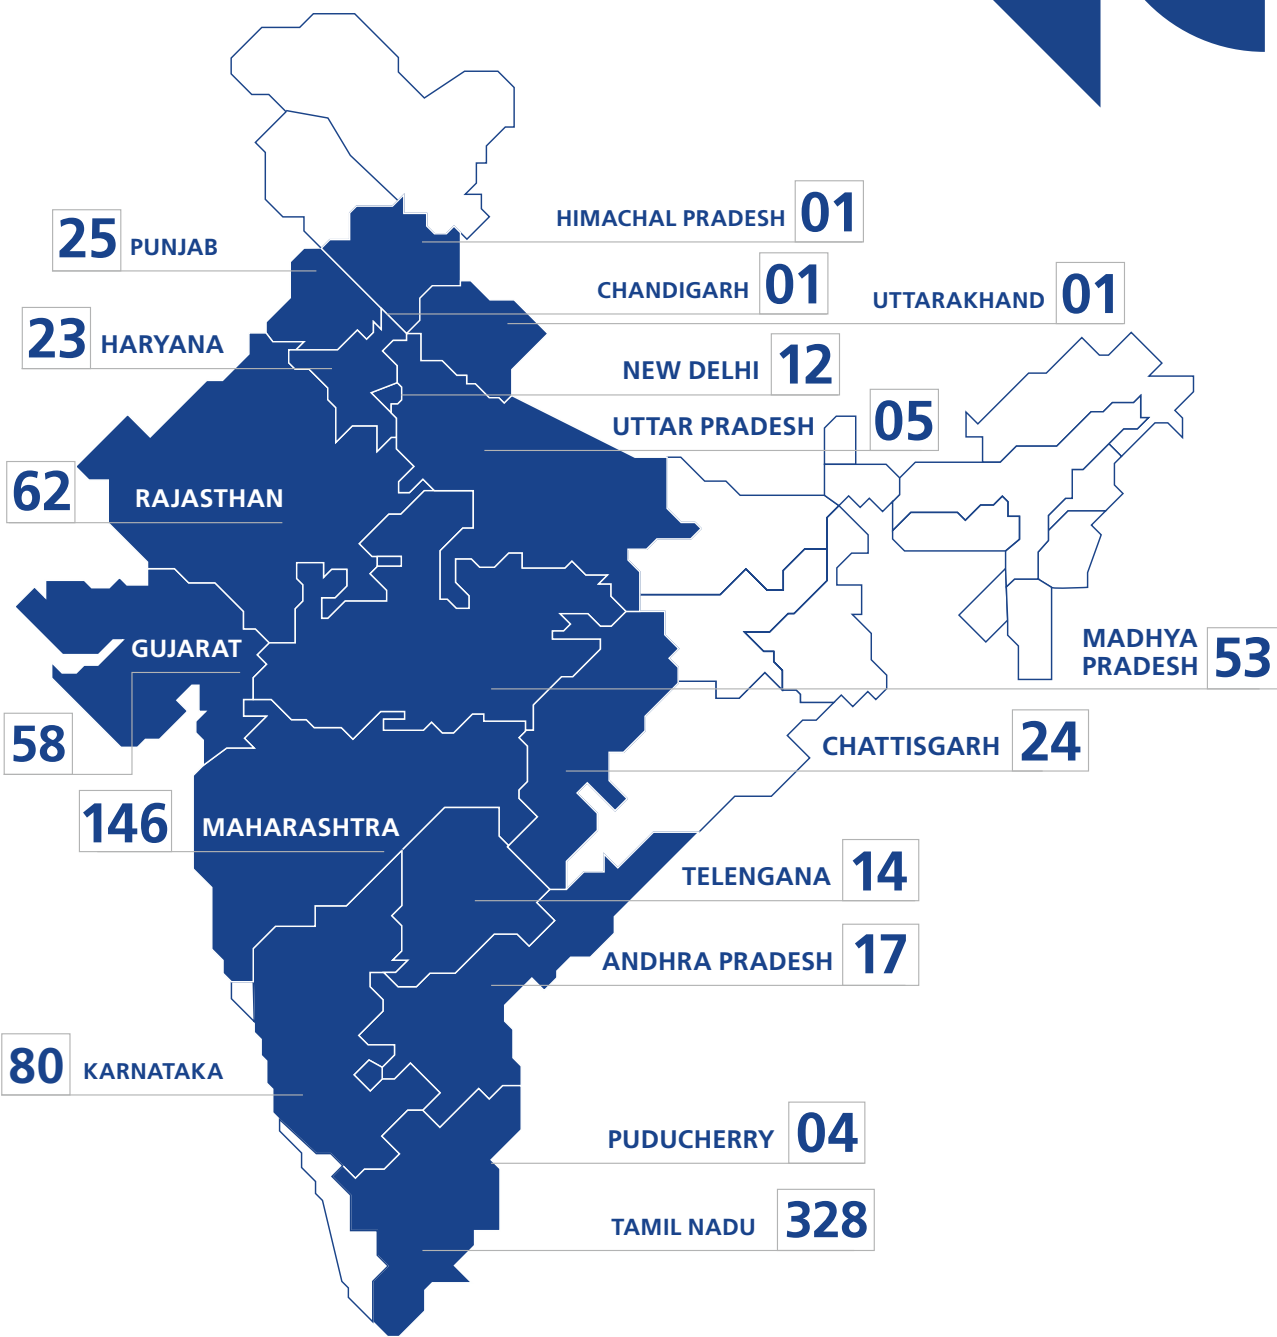 HIMACHAL PRADESH 01
25 PUNJAB
CHANDIGARH 01
UTTARAKHAND 01
23 HARYANA
NEW DELHI 12
UTTAR PRADESH 05
62 RAJASTHAN
GUJARAT
58
MADHYA
PRADESH 53
CHATTISGARH 24
146 MAHARASHTRA
TELENGANA 14
ANDHRA PRADESH 17
80 KARNATAKA
PUDUCHERRY 04
TAMIL NADU 328